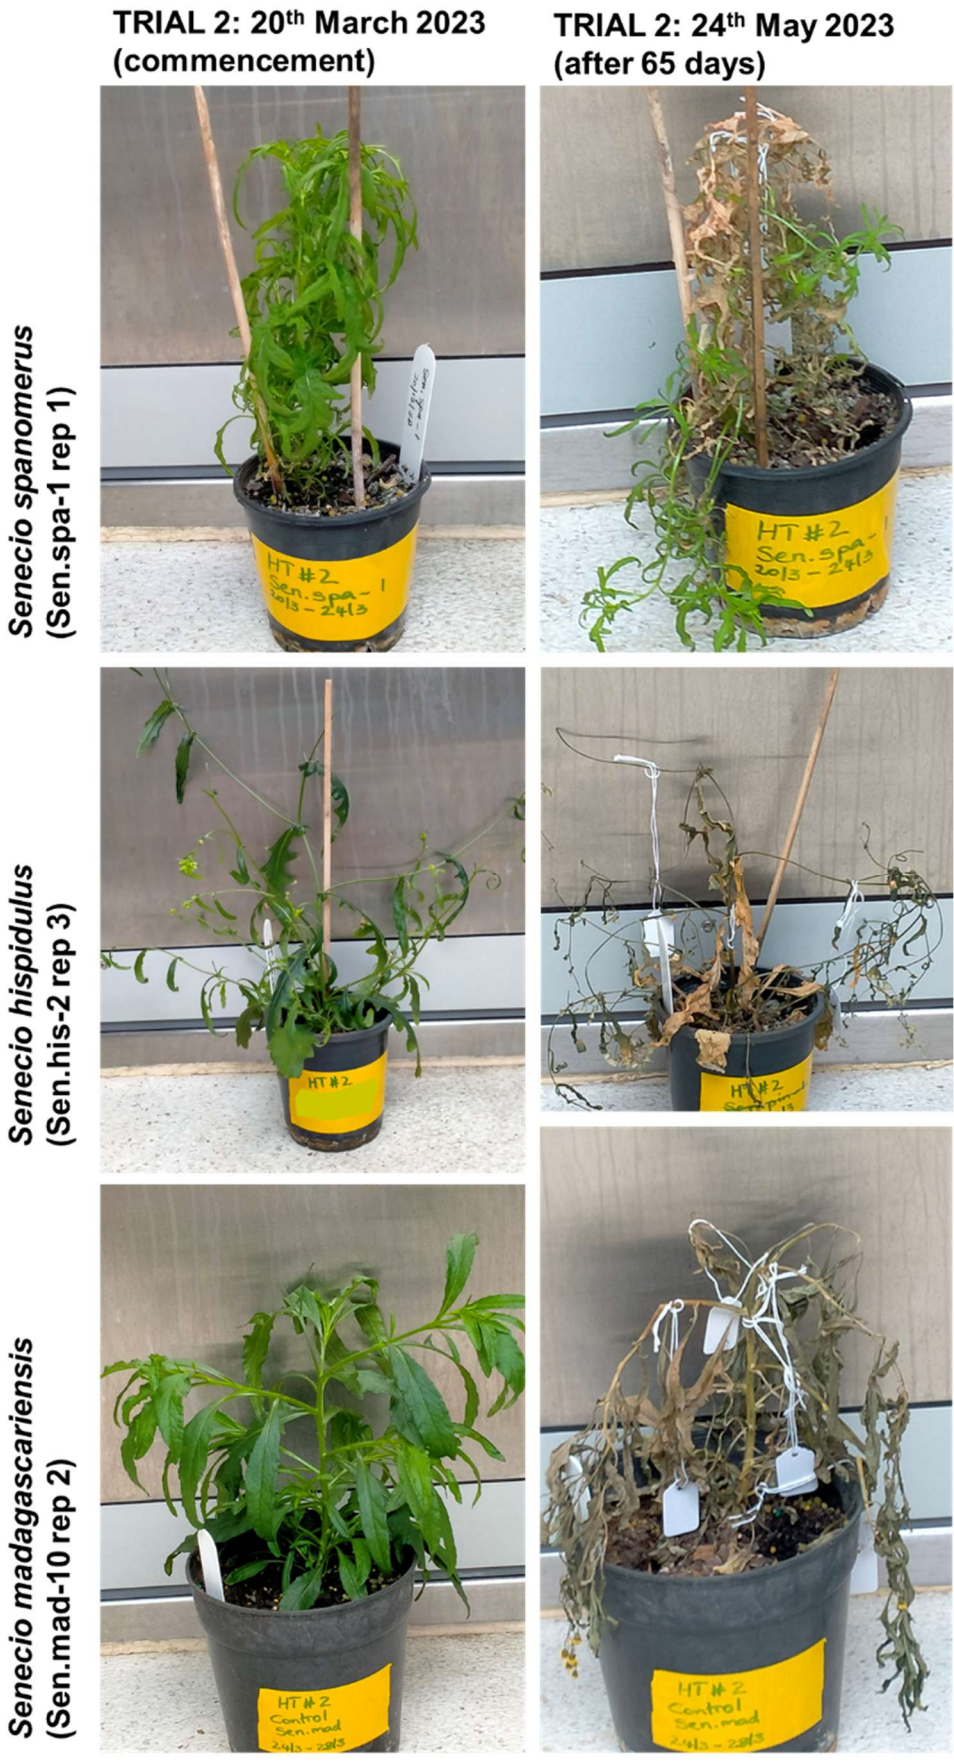 TRIAL 2: 20th March 2023
(commencement)
TRIAL 2: 24th May 2023
(after 65 days)
Senecio spanomerus
(Sen.spa-1 rep 1)
Sen.spa-1
HT #2
Sen.spa-1
20/3-24/3
HT #2
Sen.spa-1
20/3-24/3
Senecio hispidulus
(Sen.his-2 rep 3)
HT #2
HT #2
Senecio madagascariensis
(Sen.mad-10 rep 2)
HT #2
Control
Sen.mad
24/3-28/3
HT #2
Control
Sen.mad
24/3-28/3